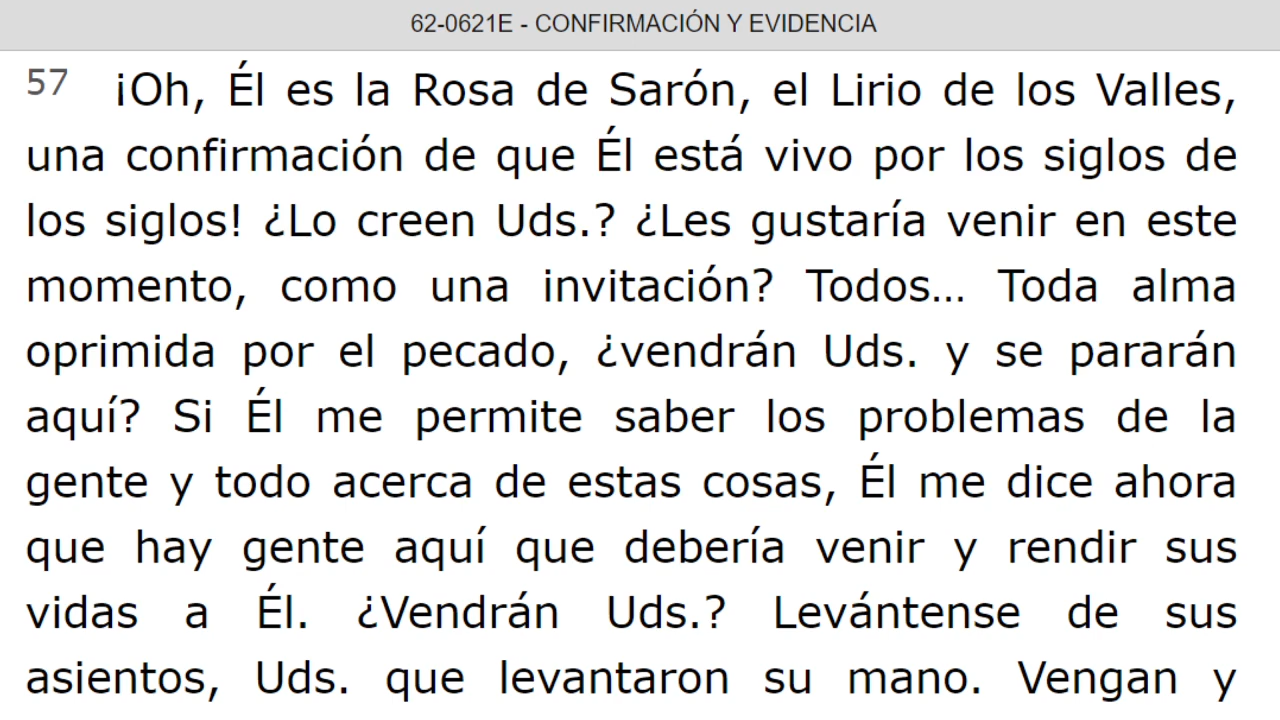 62-0621E - CONFIRMACIÓN Y EVIDENCIA
57 ¡Oh, Él es la Rosa de Sarón, el Lirio de los Valles,
una confirmación de que Él está vivo por los siglos de
los siglos! ¿Lo creen Uds.? ¿Les gustaría venir en este
momento, como una invitación? Todos... Toda alma
oprimida por el pecado, ¿vendrán Uds. y se pararán
aquí? Si Él me permite saber los problemas de la
gente y todo acerca de estas cosas, Él me dice ahora
que hay gente aquí que debería venir y rendir sus
vidas a Él. ¿Vendrán Uds.? Levántense de sus
asientos, Uds. que levantaron su mano. Vengan y